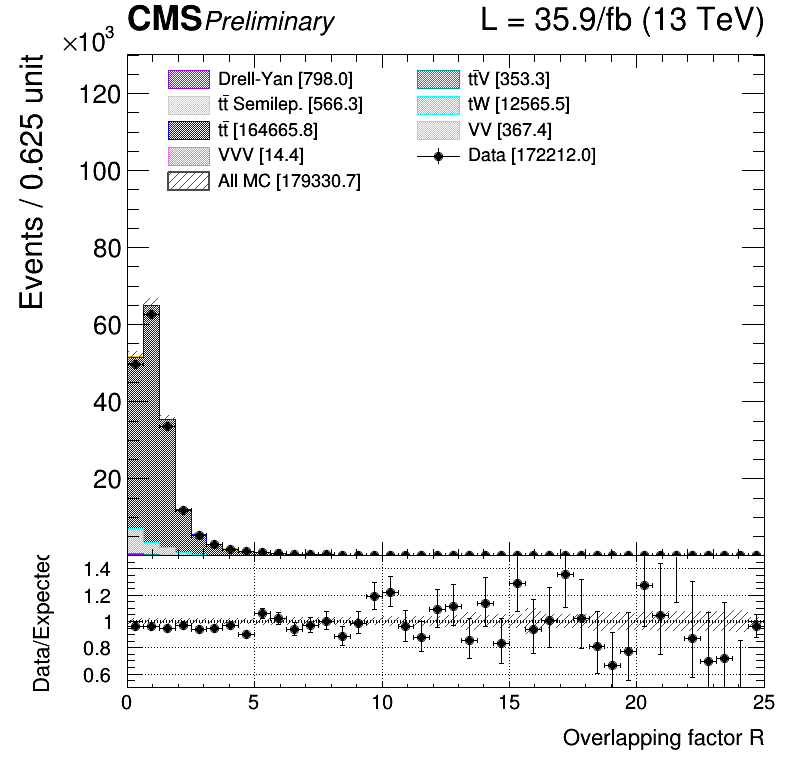 CMS Preliminary L = 35.9/fb (13 TeV)
×10³
Drell-Yan [798.0]
tt̄ Semilep. [566.3]
tt̄ [164665.8]
VVV [14.4]
All MC [179330.7]
tt̄V [353.3]
tW [12565.5]
VV [367.4]
Data [172212.0]
Events / 0.625 unit
120
100
80
60
40
20
Data/Expected
1.4
1.2
1
0.8
0.6
0 5 10 15 20 25
Overlapping factor R